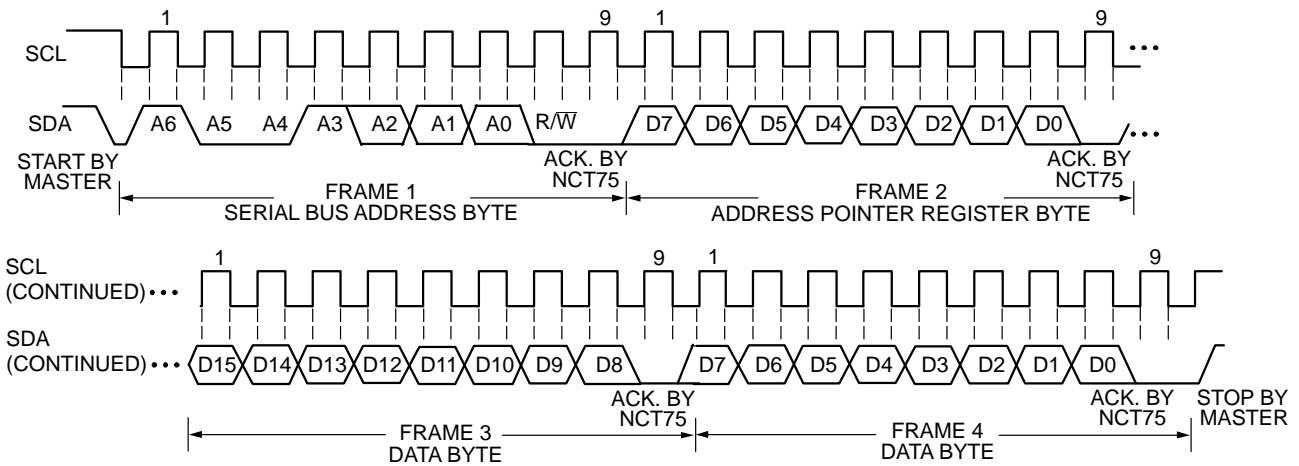 1 9 1 9
SCL ...
SDA A6 A5 A4 A3 A2 A1 A0 R/W̅ D7 D6 D5 D4 D3 D2 D1 D0 ...
START BY MASTER
ACK. BY NCT75
ACK. BY NCT75
FRAME 1
SERIAL BUS ADDRESS BYTE
FRAME 2
ADDRESS POINTER REGISTER BYTE
1 9 1 9
SCL
(CONTINUED) ...
SDA
(CONTINUED) ... D15 D14 D13 D12 D11 D10 D9 D8 D7 D6 D5 D4 D3 D2 D1 D0
ACK. BY NCT75
ACK. BY NCT75
STOP BY MASTER
FRAME 3
DATA BYTE
FRAME 4
DATA BYTE